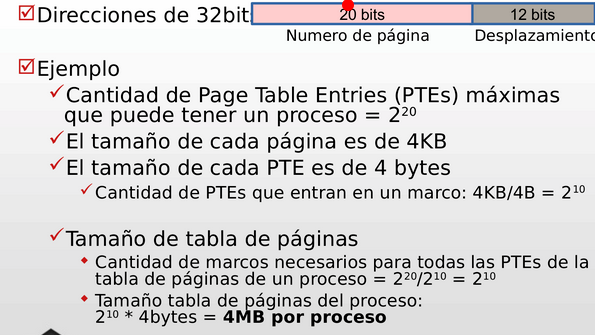 Direcciones de 32bit
20 bits
12 bits
Numero de página
Desplazamiento
Ejemplo
Cantidad de Page Table Entries (PTEs) máximas
que puede tener un proceso = 2²⁰
El tamaño de cada página es de 4KB
El tamaño de cada PTE es de 4 bytes
Cantidad de PTEs que entran en un marco: 4KB/4B = 2¹⁰
Tamaño de tabla de páginas
Cantidad de marcos necesarios para todas las PTEs de la
tabla de páginas de un proceso = 2²⁰/2¹⁰ = 2¹⁰
Tamaño tabla de páginas del proceso:
2¹⁰ * 4bytes = 4MB por proceso